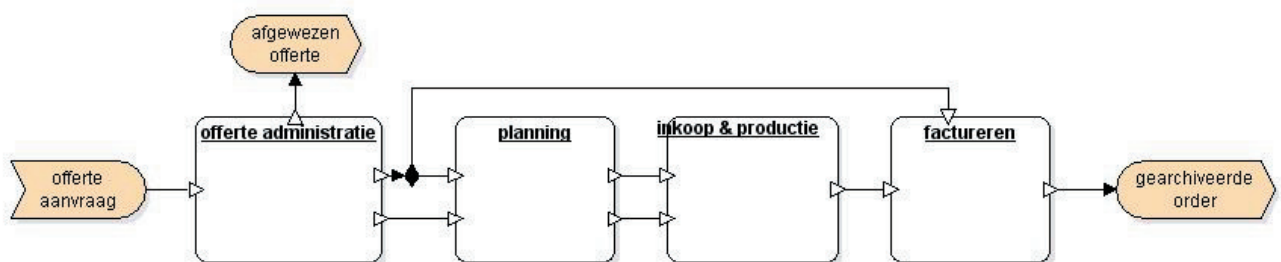 afgewezen
offerte
offerte administratie
planning
inkoop & productie
factureren
offerte
aanvraag
gearchiveerde
order